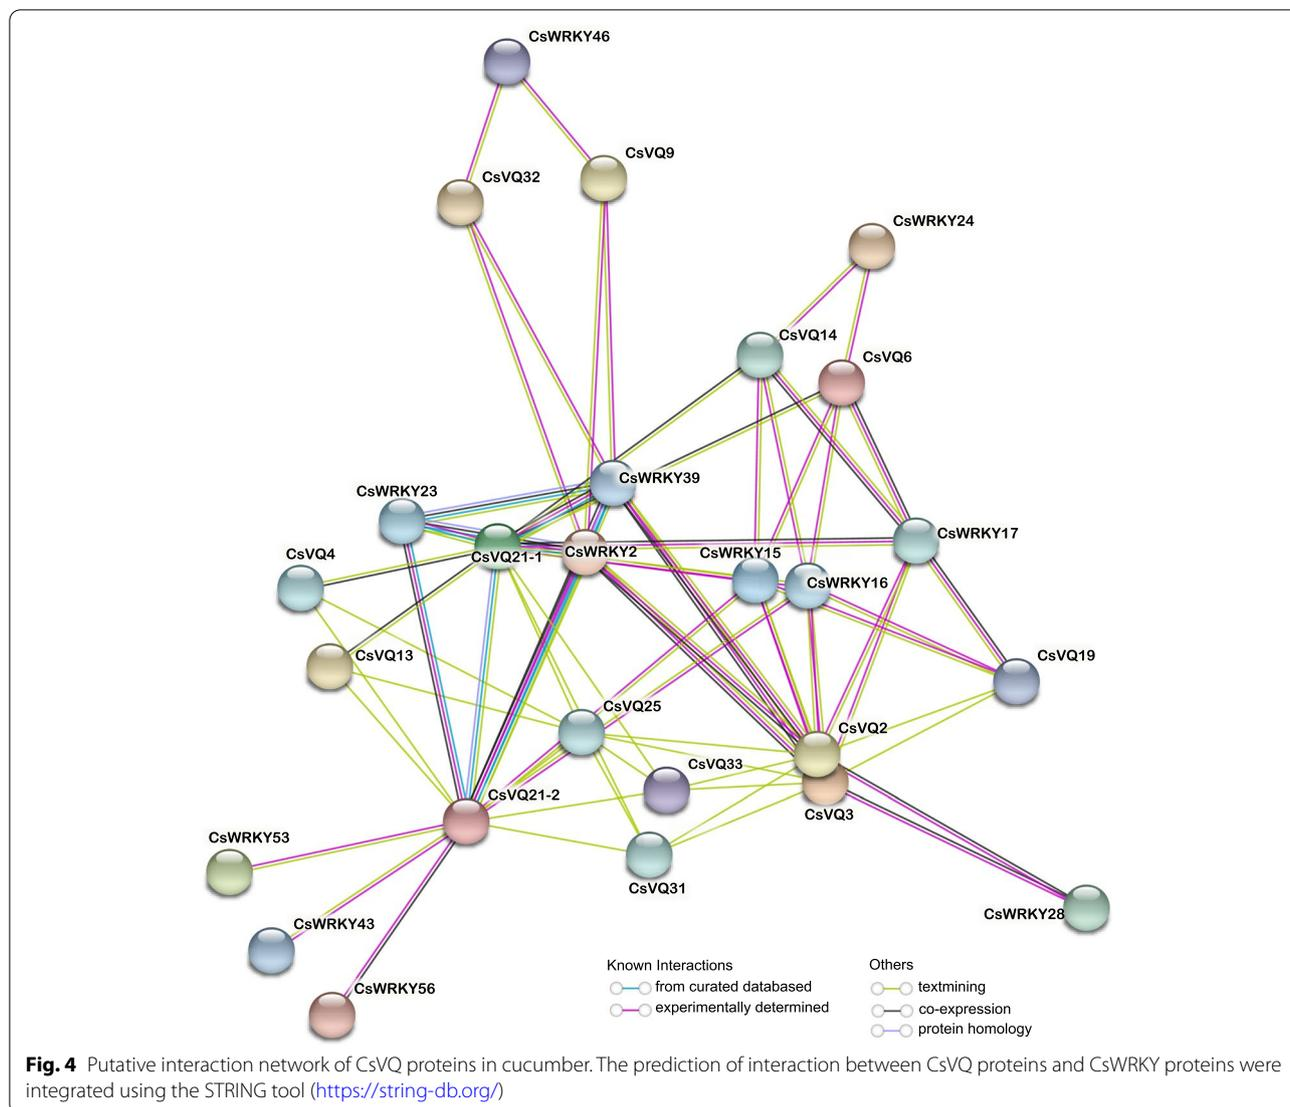 CsWRKY46
CsVQ9
CsVQ32
CsWRKY24
CsVQ14
CsVQ6
CsWRKY39
CsWRKY23
CsWRKY17
CsVQ4
CsVQ21-1
CsWRKY2
CsWRKY15
CsWRKY16
CsVQ13
CsVQ19
CsVQ25
CsVQ2
CsVQ33
CsVQ21-2
CsVQ3
CsWRKY53
CsVQ31
CsWRKY28
CsWRKY43
CsWRKY56
Known Interactions
from curated databased
experimentally determined
Others
textmining
co-expression
protein homology
Fig. 4 Putative interaction network of CsVQ proteins in cucumber. The prediction of interaction between CsVQ proteins and CsWRKY proteins were
integrated using the STRING tool (https://string-db.org/)